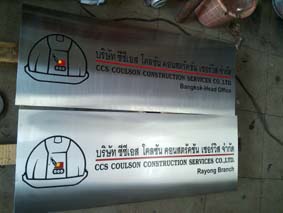 บริษัท ซีซีเอส โคลซัน คอนสตรัคชัน เซอร์วิส จำกัด
CCS COULSON CONSTRUCTION SERVICES CO.,LTD.
Bangkok-Head Office
บริษัท ซีซีเอส โคลซัน คอนสตรัคชัน เซอร์วิส จำกัด
CCS COULSON CONSTRUCTION SERVICES CO.,LTD.
Rayong Branch